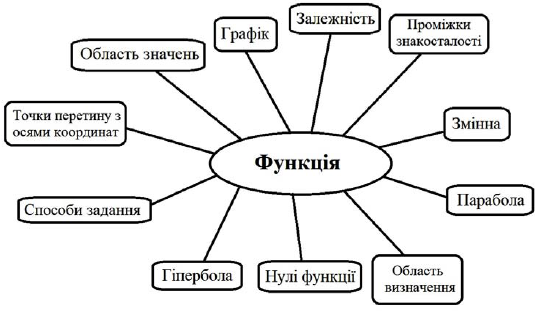 Графік
Залежність
Проміжки
знакосталості
Область значень
Точки перетину з
осями координат
Змінна
Функція
Парабола
Способи задання
Гіпербола
Нулі функції
Область
визначення